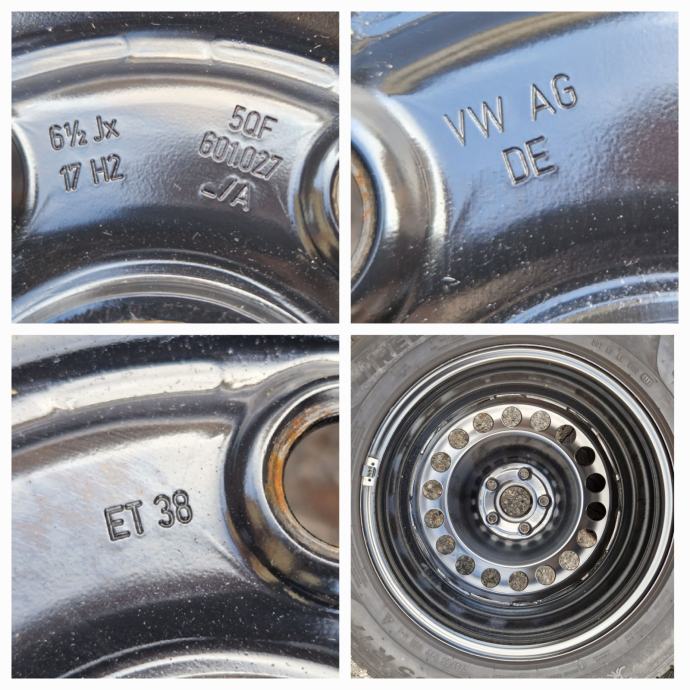 6½ Jx
17 H2
5QF
601027
-/A
VW AG
DE
ET 38